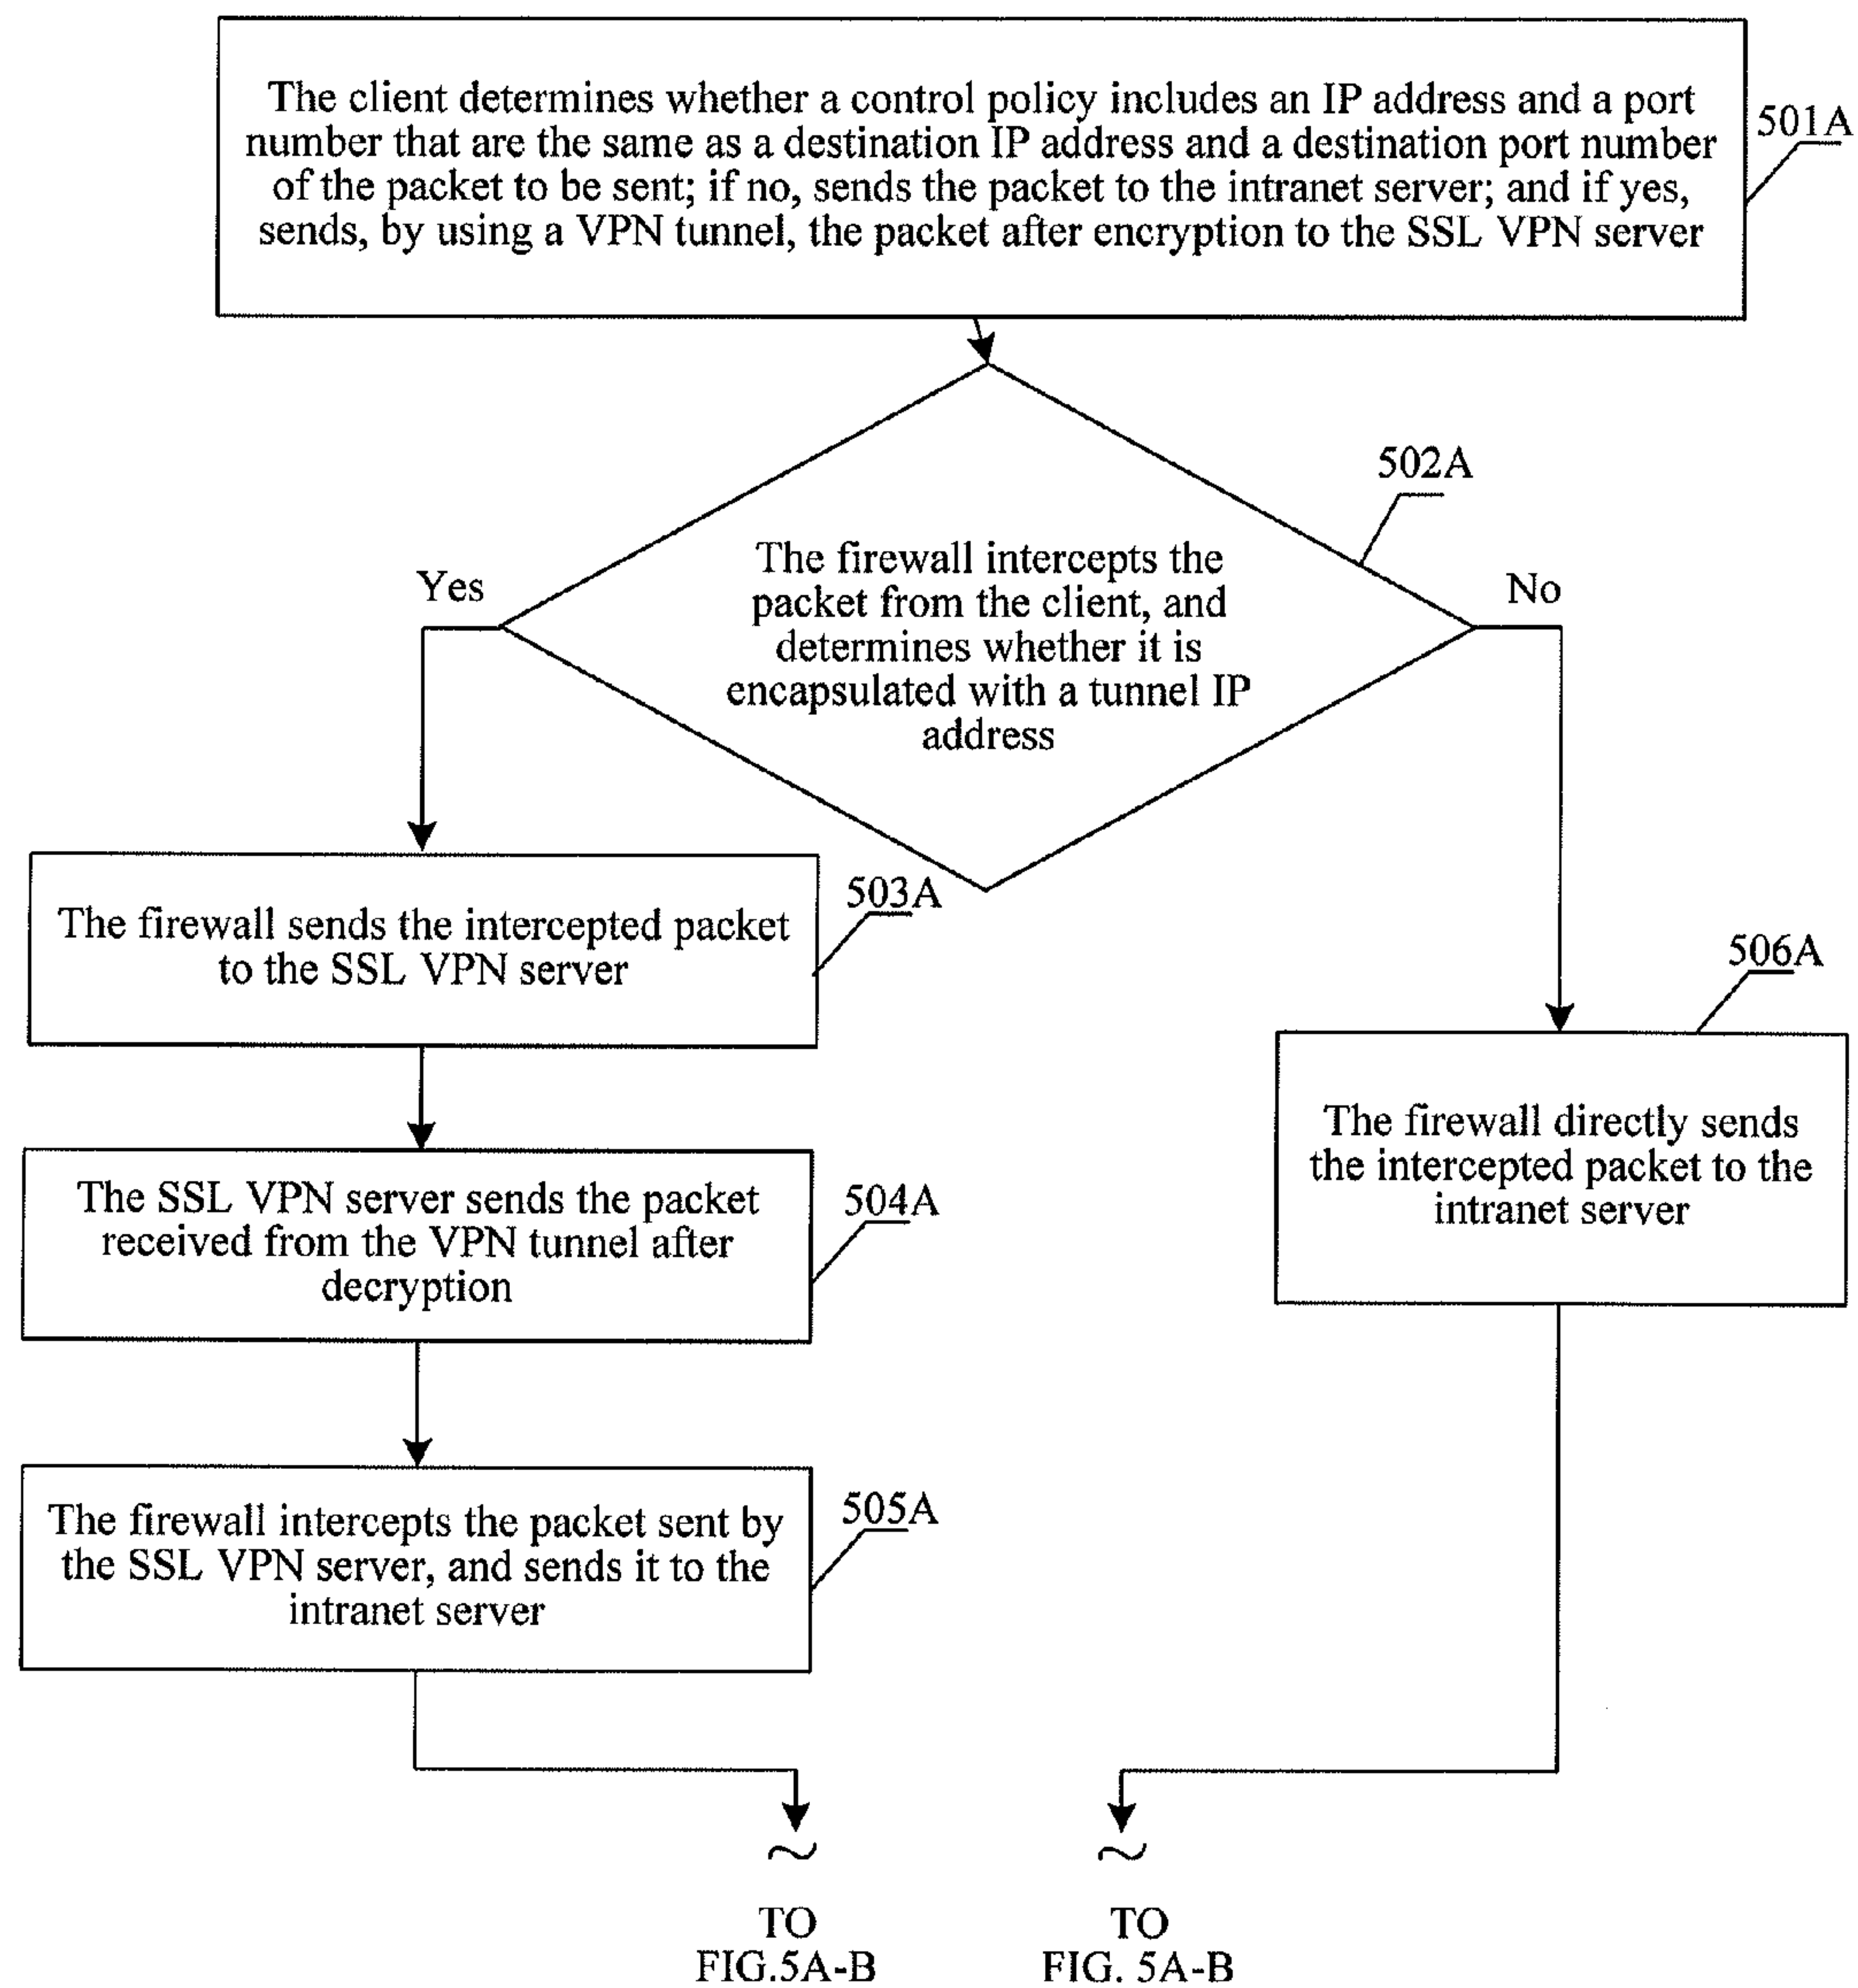 The client determines whether a control policy includes an IP address and a port
number that are the same as a destination IP address and a destination port number
of the packet to be sent; if no, sends the packet to the intranet server; and if yes,
sends, by using a VPN tunnel, the packet after encryption to the SSL VPN server
501A
502A
The firewall intercepts the
packet from the client, and
determines whether it is
encapsulated with a tunnel IP
address
Yes
No
The firewall sends the intercepted packet
to the SSL VPN server
503A
506A
The firewall directly sends
the intercepted packet to the
intranet server
The SSL VPN server sends the packet
received from the VPN tunnel after
decryption
504A
The firewall intercepts the packet sent by
the SSL VPN server, and sends it to the
intranet server
505A
~
~
TO
FIG.5A-B
TO
FIG. 5A-B